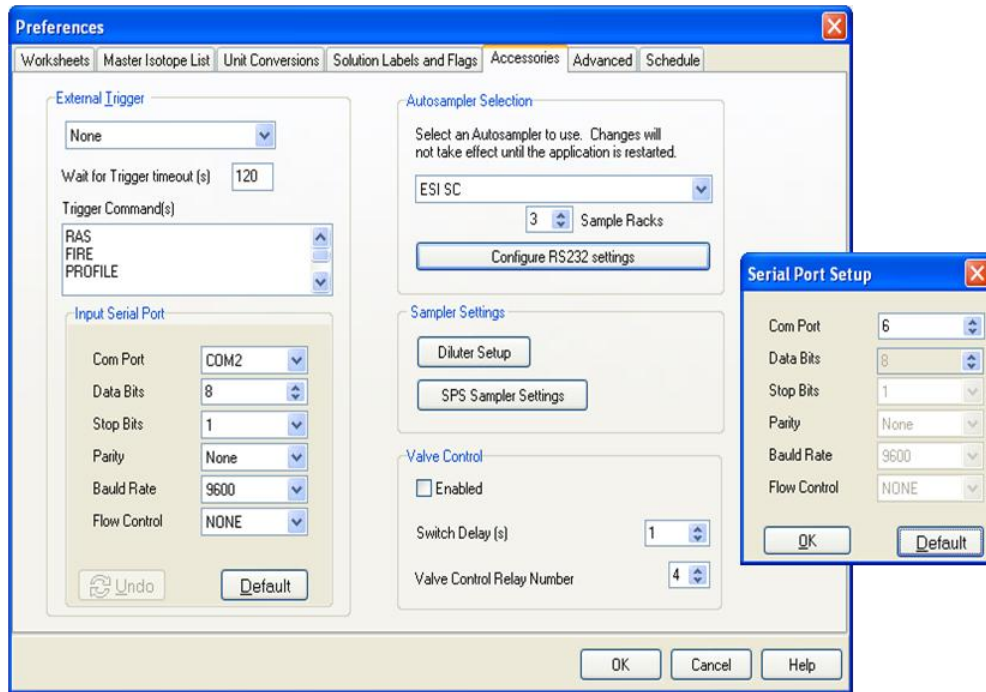 Preferences
Worksheets Master Isotope List Unit Conversions Solution Labels and Flags Accessories Advanced Schedule
External Trigger
None
Wait for Trigger timeout (s) 120
Trigger Command(s)
RAS
FIRE
PROFILE
Input Serial Port
Com Port COM2
Data Bits 8
Stop Bits 1
Parity None
Bauld Rate 9600
Flow Control NONE
Undo Default
Autosampler Selection
Select an Autosampler to use. Changes will
not take effect until the application is restarted.
ESI SC
3 Sample Racks
Configure RS232 settings
Sampler Settings
Diluter Setup
SPS Sampler Settings
Valve Control
Enabled
Switch Delay (s) 1
Valve Control Relay Number 4
OK Cancel Help
Serial Port Setup
Com Port 6
Data Bits 8
Stop Bits 1
Parity None
Bauld Rate 9600
Flow Control NONE
OK Default